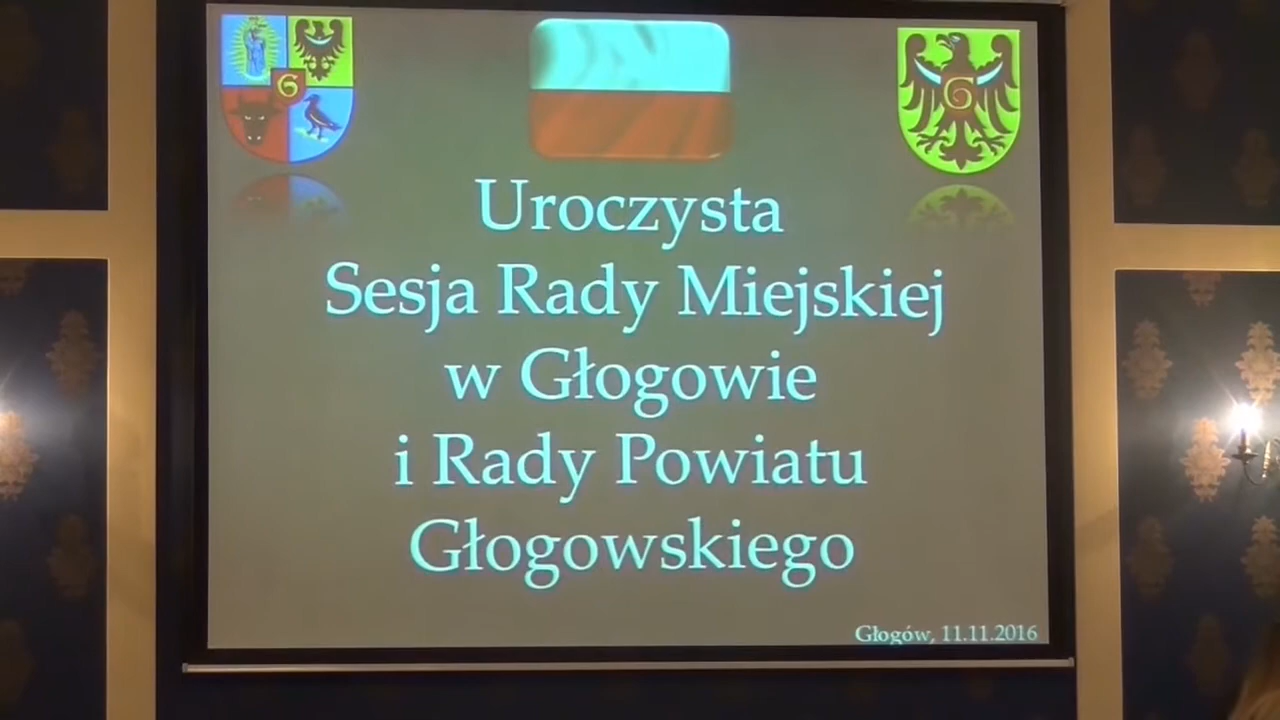 G
G
Uroczysta
Sesja Rady Miejskiej
w Głogowie
i Rady Powiatu
Głogowskiego
Głogów, 11.11.2016